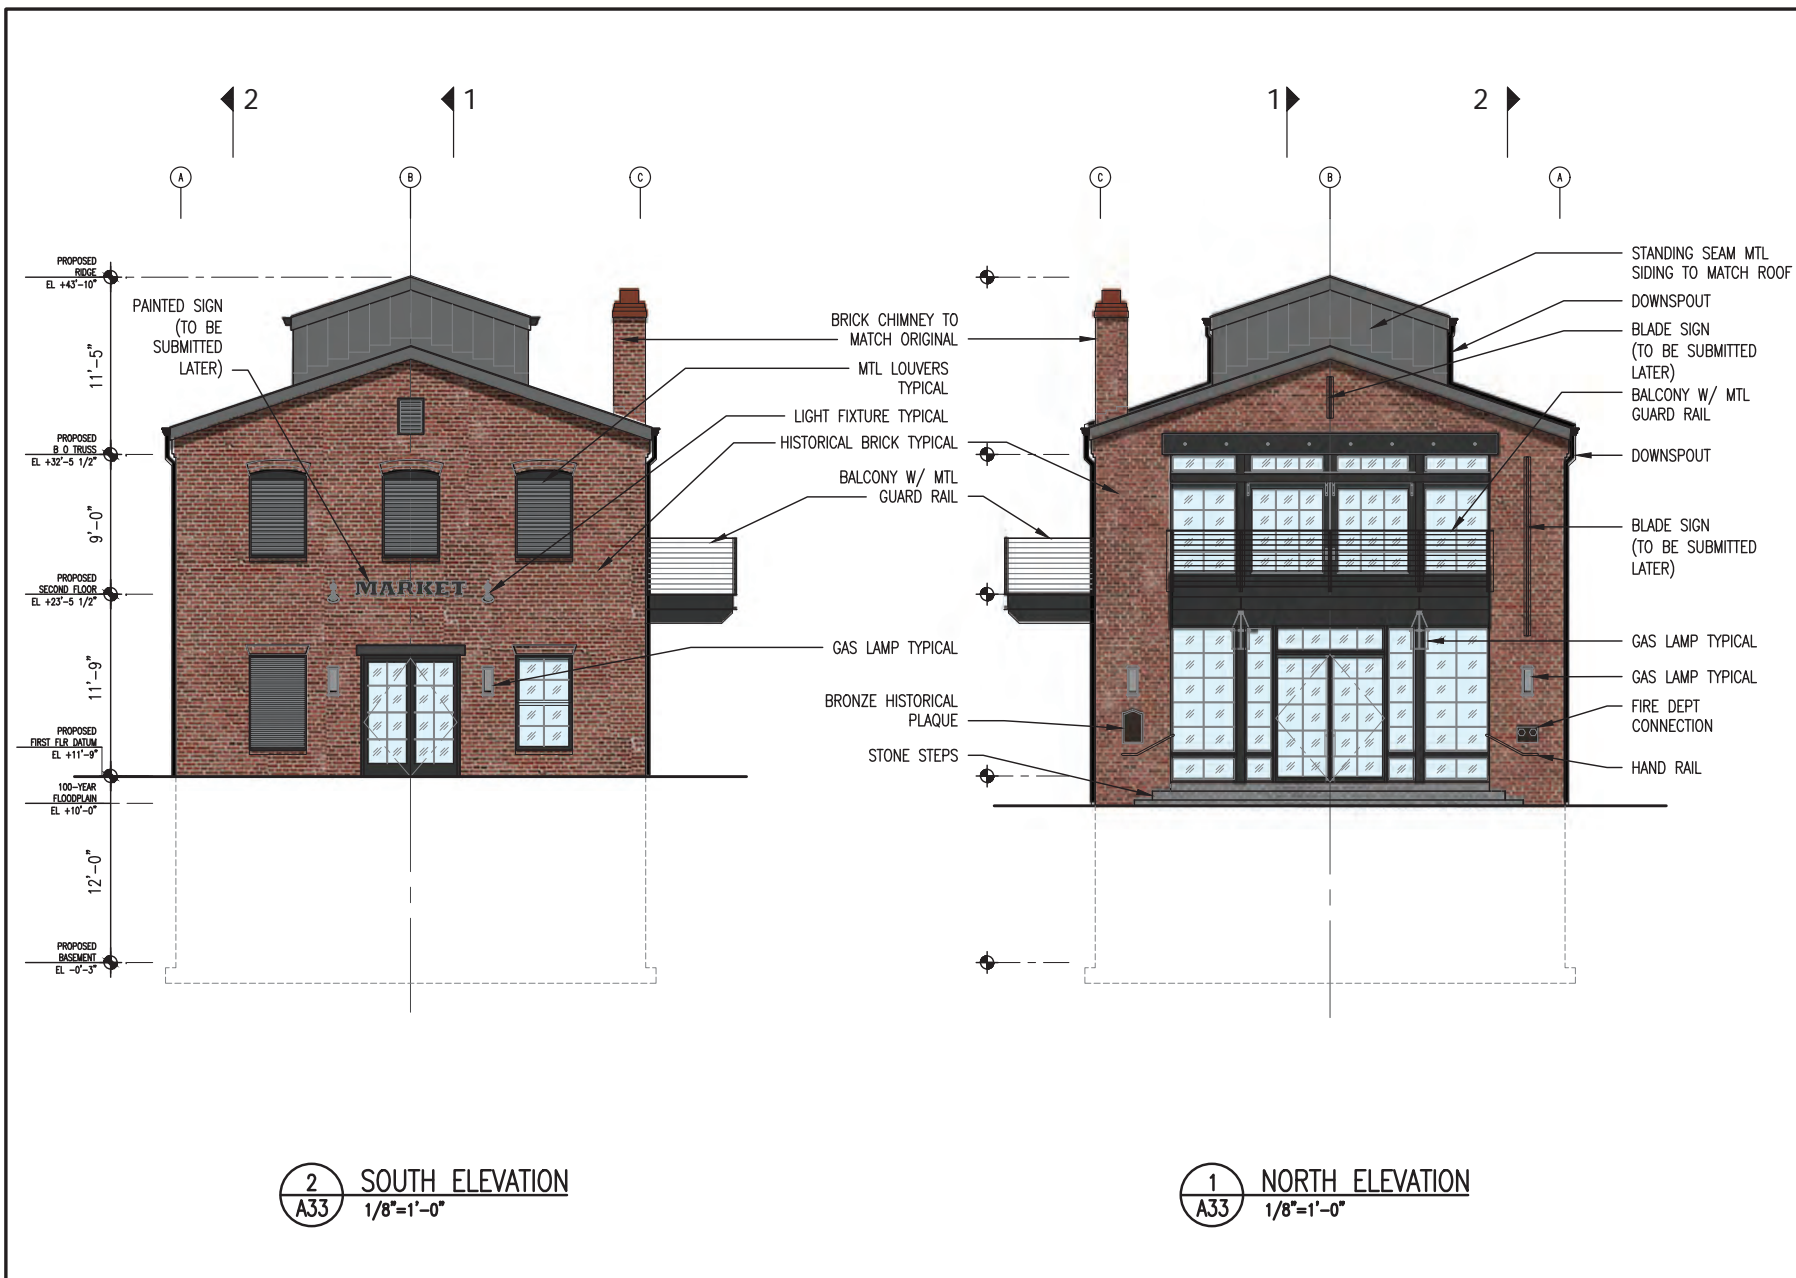 2
1
1
2
A
B
C
C
B
A
PROPOSED
RIDGE
EL +43'-10"
11'-5"
PROPOSED
B O TRUSS
EL +32'-5 1/2"
9'-0"
PROPOSED
SECOND FLOOR
EL +23'-5 1/2"
11'-9"
PROPOSED
FIRST FLR DATUM
EL +11'-9"
100-YEAR
FLOODPLAIN
EL +10'-0"
12'-0"
PROPOSED
BASEMENT
EL -0'-3"
PAINTED SIGN
(TO BE
SUBMITTED
LATER)
MARKET
BRICK CHIMNEY TO
MATCH ORIGINAL
MTL LOUVERS
TYPICAL
LIGHT FIXTURE TYPICAL
HISTORICAL BRICK TYPICAL
BALCONY W/ MTL
GUARD RAIL
GAS LAMP TYPICAL
BRONZE HISTORICAL
PLAQUE
STONE STEPS
STANDING SEAM MTL
SIDING TO MATCH ROOF
DOWNSPOUT
BLADE SIGN
(TO BE SUBMITTED
LATER)
BALCONY W/ MTL
GUARD RAIL
DOWNSPOUT
BLADE SIGN
(TO BE SUBMITTED
LATER)
GAS LAMP TYPICAL
GAS LAMP TYPICAL
FIRE DEPT
CONNECTION
HAND RAIL
2
A33
SOUTH ELEVATION
1/8"=1'-0"
1
A33
NORTH ELEVATION
1/8"=1'-0"